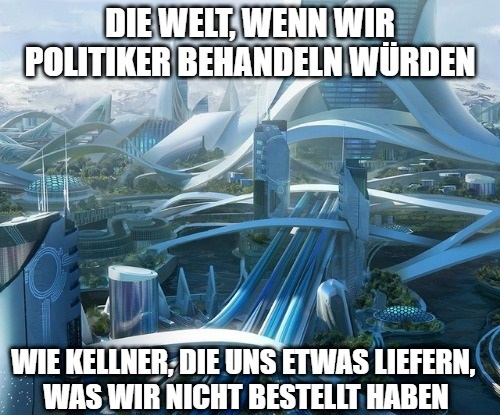 DIE WELT, WENN WIR
POLITIKER BEHANDELN WÜRDEN
WIE KELLNER, DIE UNS ETWAS LIEFERN,
WAS WIR NICHT BESTELLT HABEN